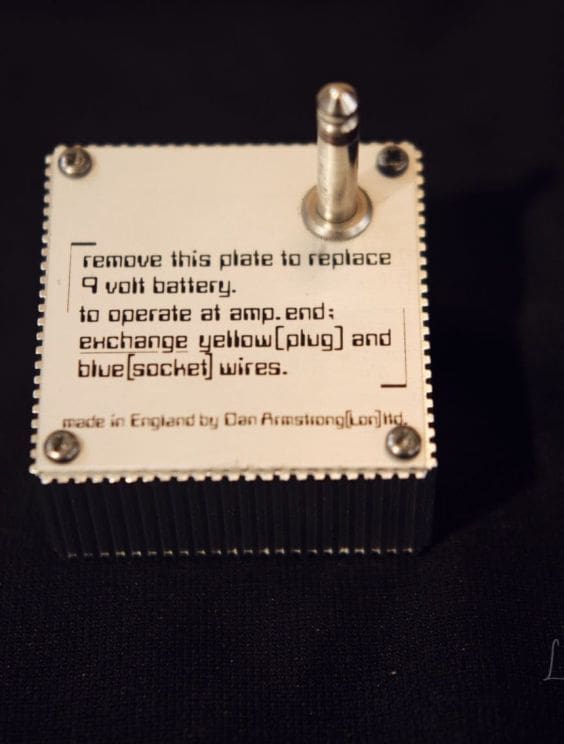 remove this plate to replace
9 volt battery.
to operate at amp. end;
exchange yellow[plug] and
blue[socket] wires.
made in England by Dan Armstrong[Lon]ltd.
L